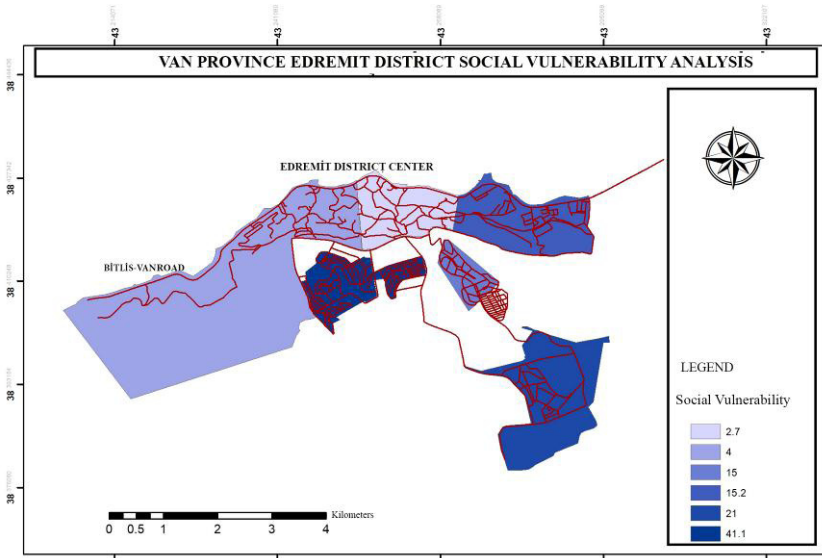 43 43 43 43 43
VAN PROVINCE EDREMIT DISTRICT SOCIAL VULNERABILITY ANALYSIS
38
38
38
38
38
EDREMİT DISTRICT CENTER
BİTLİS-VANROAD
LEGEND
Social Vulnerability
2.7
4
15
15.2
21
41.1
Kilometers
0 0.5 1 2 3 4